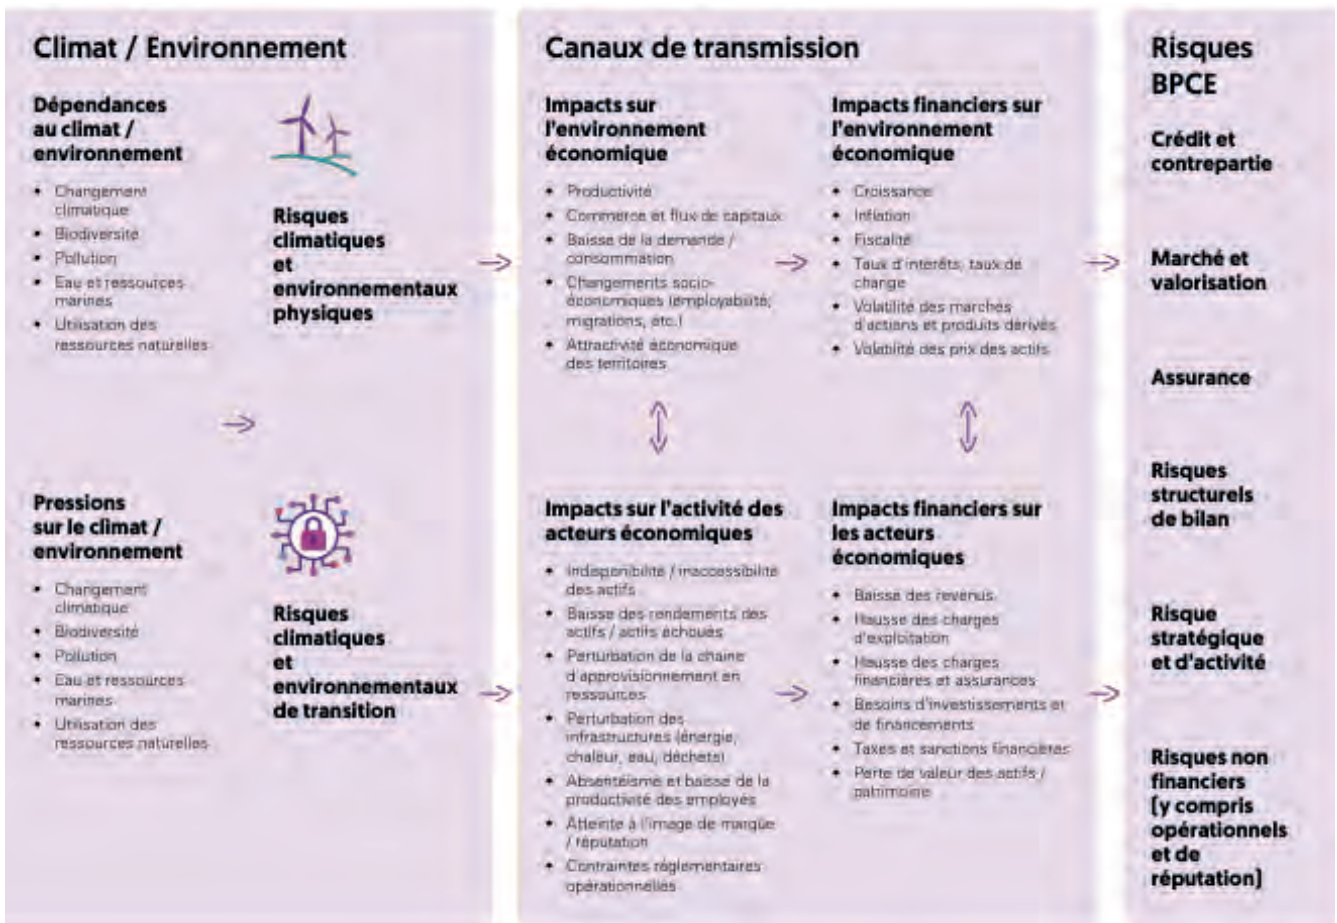 Climat / Environnement
Dépendances
au climat /
environnement
• Changement
climatique
• Biodiversité
• Pollution
• Eau et ressources
marines
• Utilisation des
ressources naturelles
Risques
climatiques
et
environnementaux
physiques
Pressions
sur le climat /
environnement
• Changement
climatique
• Biodiversité
• Pollution
• Eau et ressources
marines
• Utilisation des
ressources naturelles
Risques
climatiques
et
environnementaux
de transition
Canaux de transmission
Impacts sur
l'environnement
économique
• Productivité
• Commerce et flux de capitaux
• Baisse de la demande /
consommation
• Changements socio-
économiques (employabilité,
migrations, etc.)
• Attractivité économique
des territoires
Impacts financiers sur
l'environnement
économique
• Croissance
• Inflation
• Fiscalité
• Taux d'intérêts, taux de
change
• Volatilité des marchés
d'actions et produits dérivés
• Volatilité des prix des actifs
Impacts sur l'activité des
acteurs économiques
• Indisponibilité / inaccessibilité
des actifs
• Baisse des rendements des
actifs / actifs échoués
• Perturbation de la chaine
d'approvisionnement en
ressources
• Perturbation des
infrastructures (énergie,
chaleur, eau, déchets)
• Absentéisme et baisse de la
productivité des employés
• Atteinte à l'image de marque
/ réputation
• Contraintes réglementaires
opérationnelles
Impacts financiers sur
les acteurs
économiques
• Baisse des revenus
• Hausse des charges
d'exploitation
• Hausse des charges
financières et assurances
• Besoins d'investissements et
de financements
• Taxes et sanctions financières
• Perte de valeur des actifs /
patrimoine
Risques
BPCE
Crédit et
contrepartie
Marché et
valorisation
Assurance
Risques
structurels
de bilan
Risque
stratégique
et d'activité
Risques non
financiers
(y compris
opérationnels
et de
réputation)